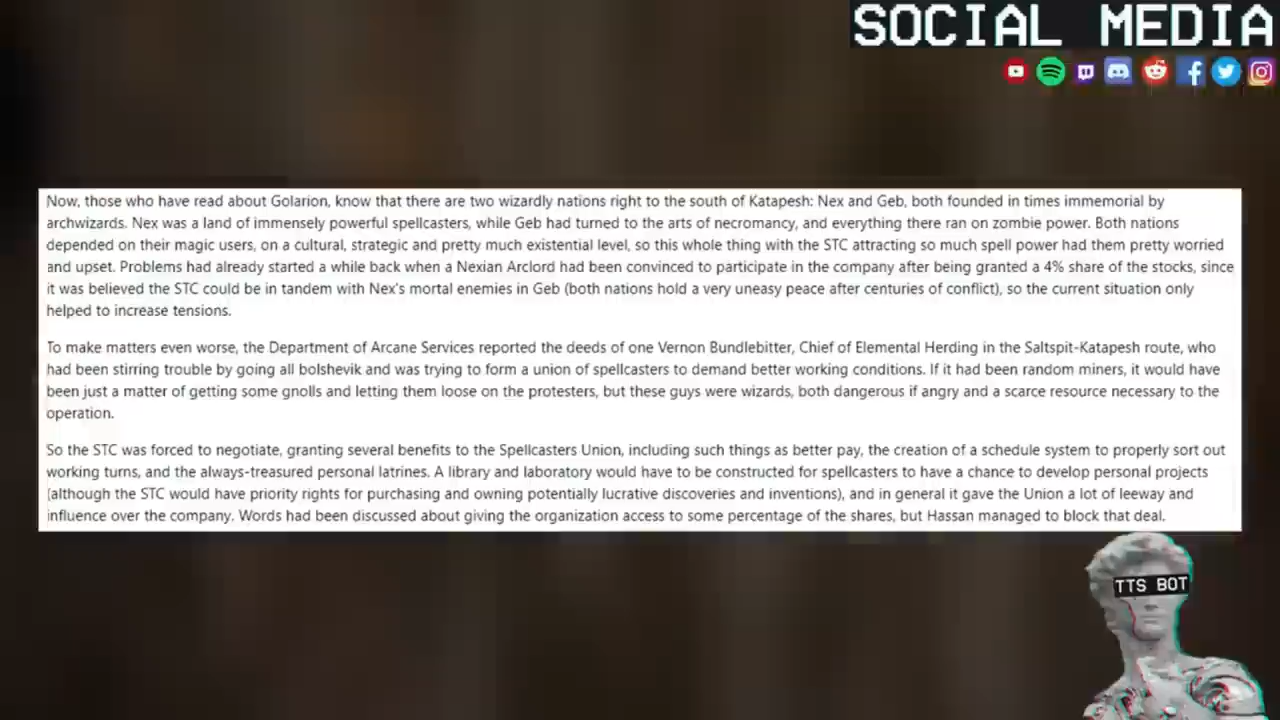 SOCIAL MEDIA
Now, those who have read about Golarion, know that there are two wizardly nations right to the south of Katapesh: Nex and Geb, both founded in times immemorial by
archwizards. Nex was a land of immensely powerful spellcasters, while Geb had turned to the arts of necromancy, and everything there ran on zombie power. Both nations
depended on their magic users, on a cultural, strategic and pretty much existential level, so this whole thing with the STC attracting so much spell power had them pretty worried
and upset. Problems had already started a while back when a Nexian Arclord had been convinced to participate in the company after being granted a 4% share of the stocks, since
it was believed the STC could be in tandem with Nex's mortal enemies in Geb (both nations hold a very uneasy peace after centuries of conflict), so the current situation only
helped to increase tensions.
To make matters even worse, the Department of Arcane Services reported the deeds of one Vernon Bundlebitter, Chief of Elemental Herding in the Saltspit-Katapesh route, who
had been stirring trouble by going all bolshevik and was trying to form a union of spellcasters to demand better working conditions. If it had been random miners, it would have
been just a matter of getting some gnolls and letting them loose on the protesters, but these guys were wizards, both dangerous if angry and a scarce resource necessary to the
operation.
So the STC was forced to negotiate, granting several benefits to the Spellcasters Union, including such things as better pay, the creation of a schedule system to properly sort out
working turns, and the always-treasured personal latrines. A library and laboratory would have to be constructed for spellcasters to have a chance to develop personal projects
(although the STC would have priority rights for purchasing and owning potentially lucrative discoveries and inventions), and in general it gave the Union a lot of leeway and
influence over the company. Words had been discussed about giving the organization access to some percentage of the shares, but Hassan managed to block that deal.
TTS BOT